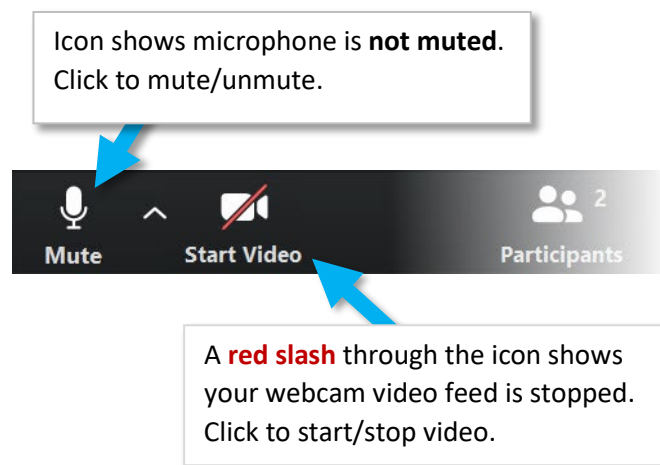 Icon shows microphone is not muted.
Click to mute/unmute.
2
Mute
Start Video
Participants
A red slash through the icon shows
your webcam video feed is stopped.
Click to start/stop video.